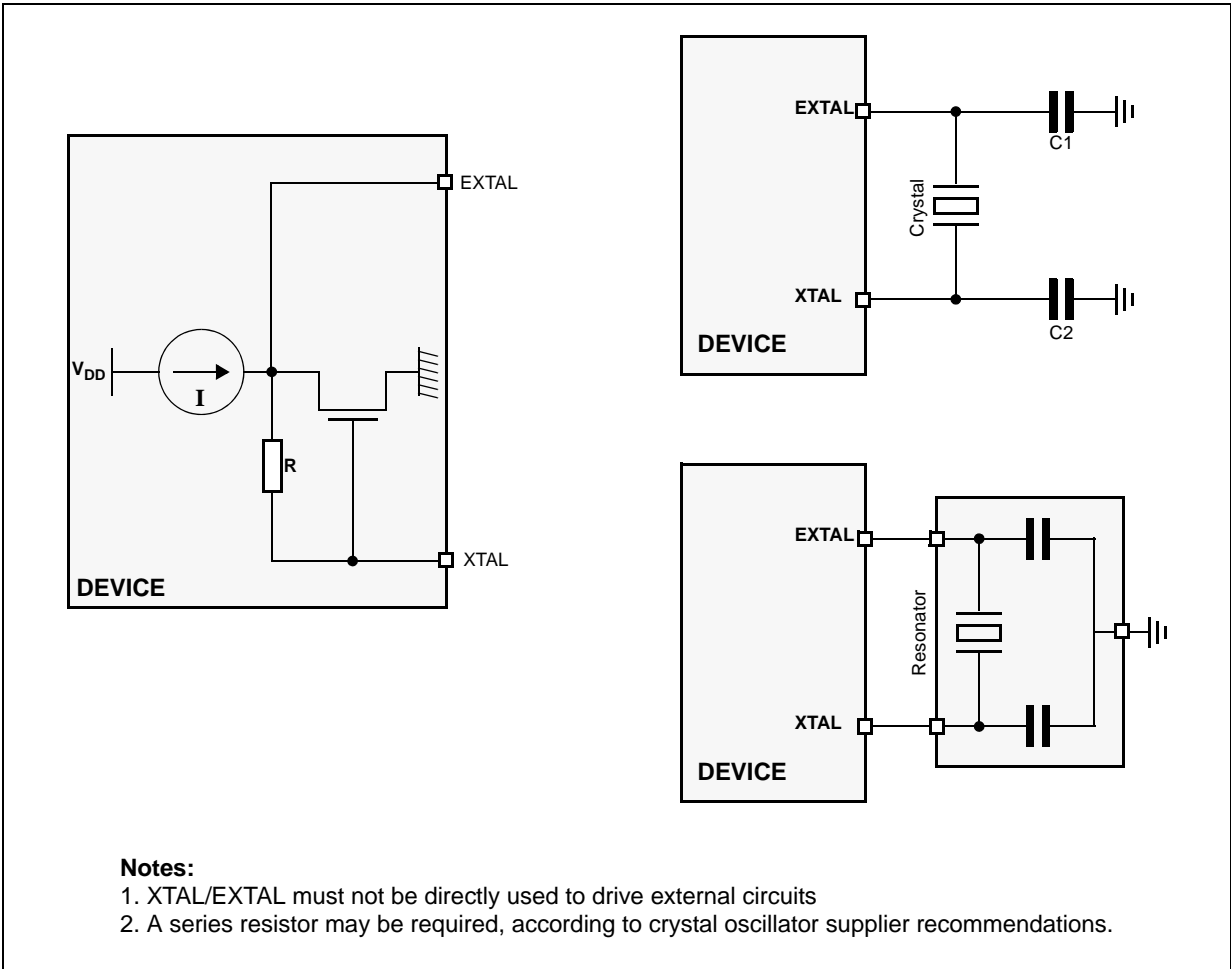 EXTAL
V_DD
I
R
XTAL
DEVICE
EXTAL
C1
Crystal
XTAL
C2
DEVICE
EXTAL
Resonator
XTAL
DEVICE
Notes:
1. XTAL/EXTAL must not be directly used to drive external circuits
2. A series resistor may be required, according to crystal oscillator supplier recommendations.